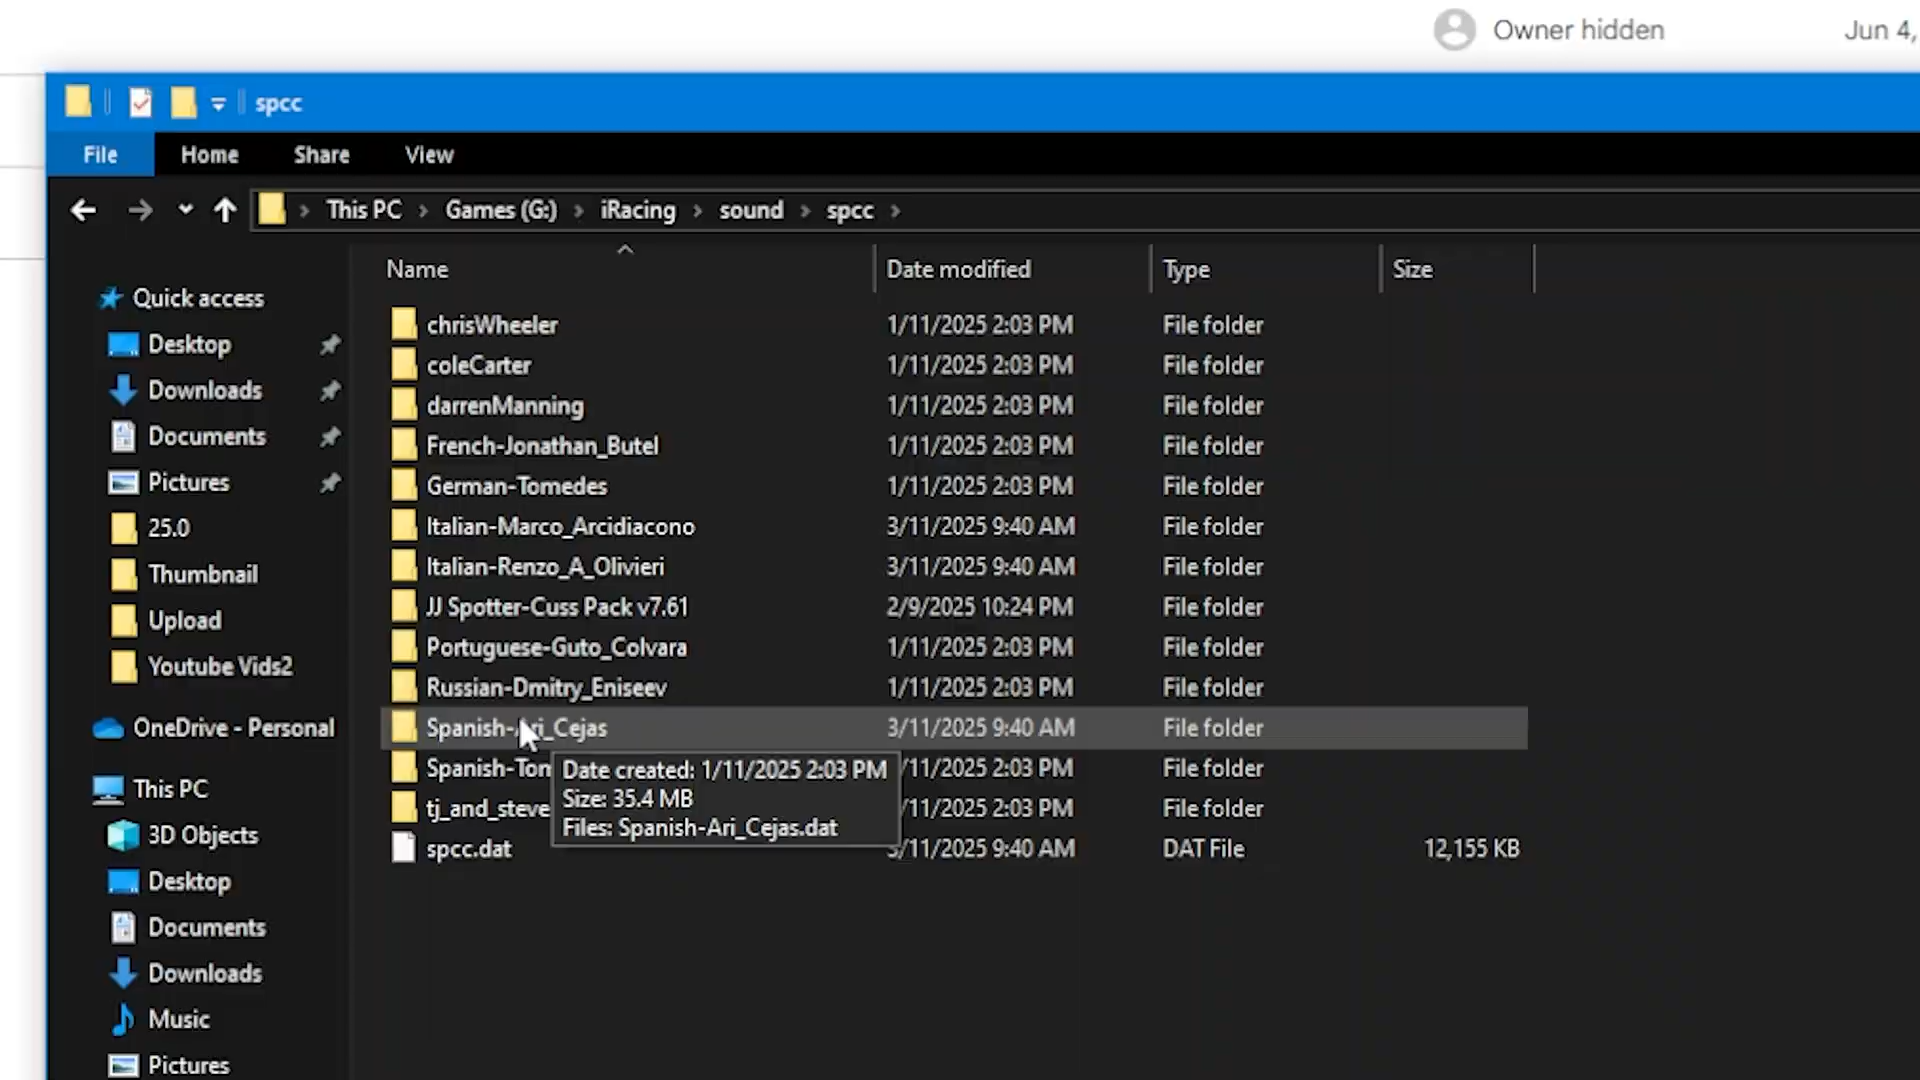 Owner hidden
Jun 4,
spcc
File Home Share View
This PC > Games (G:) > iRacing > sound > spcc >
Name Date modified Type Size
Quick access
Desktop
Downloads
Documents
Pictures
25.0
Thumbnail
Upload
Youtube Vids2
OneDrive - Personal
This PC
3D Objects
Desktop
Documents
Downloads
Music
Pictures
chrisWheeler 1/11/2025 2:03 PM File folder
coleCarter 1/11/2025 2:03 PM File folder
darrenManning 1/11/2025 2:03 PM File folder
French-Jonathan_Butel 1/11/2025 2:03 PM File folder
German-Tomedes 1/11/2025 2:03 PM File folder
Italian-Marco_Arcidiacono 3/11/2025 9:40 AM File folder
Italian-Renzo_A_Olivieri 3/11/2025 9:40 AM File folder
JJ Spotter-Cuss Pack v7.61 2/9/2025 10:24 PM File folder
Portuguese-Guto_Colvara 1/11/2025 2:03 PM File folder
Russian-Dmitry_Eniseev 1/11/2025 2:03 PM File folder
Spanish-Ari_Cejas 3/11/2025 9:40 AM File folder
Spanish-Tom /11/2025 2:03 PM File folder
tj_and_steve /11/2025 2:03 PM File folder
spcc.dat 3/11/2025 9:40 AM DAT File 12,155 KB
Date created: 1/11/2025 2:03 PM
Size: 35.4 MB
Files: Spanish-Ari_Cejas.dat